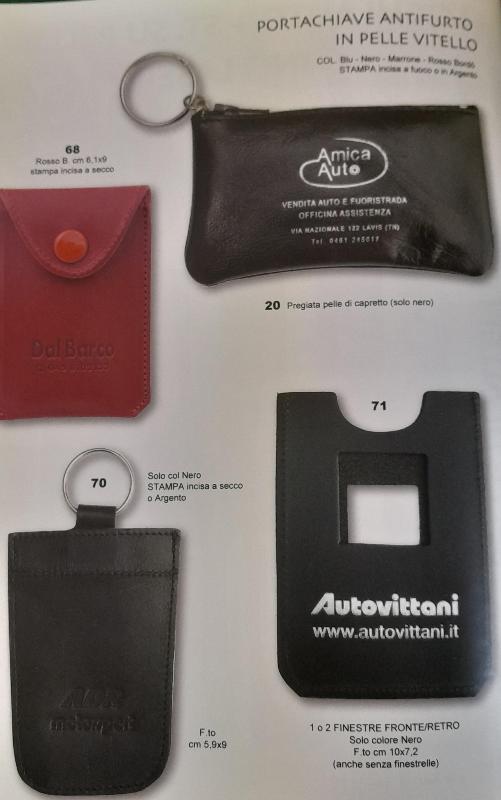 PORTACHIAVE ANTIFURTO
IN PELLE VITELLO
COL. Blu - Nero - Marrone - Rosso Bordò
STAMPA incisa a fuoco o in Argento
68
Rosso B. cm 6,1x9
stampa incisa a secco
Amica
Auto
VENDITA AUTO E FUORISTRADA
OFFICINA ASSISTENZA
VIA NAZIONALE 122 LAVIS (TN)
Tel. 0461 245017
20 Pregiata pelle di capretto (solo nero)
Dal Barco
71
70
Solo col Nero
STAMPA incisa a secco
o Argento
Autovittani
www.autovittani.it
F.to
cm 5,9x9
1 o 2 FINESTRE FRONTE/RETRO
Solo colore Nero
F.to cm 10x7,2
(anche senza finestrelle)